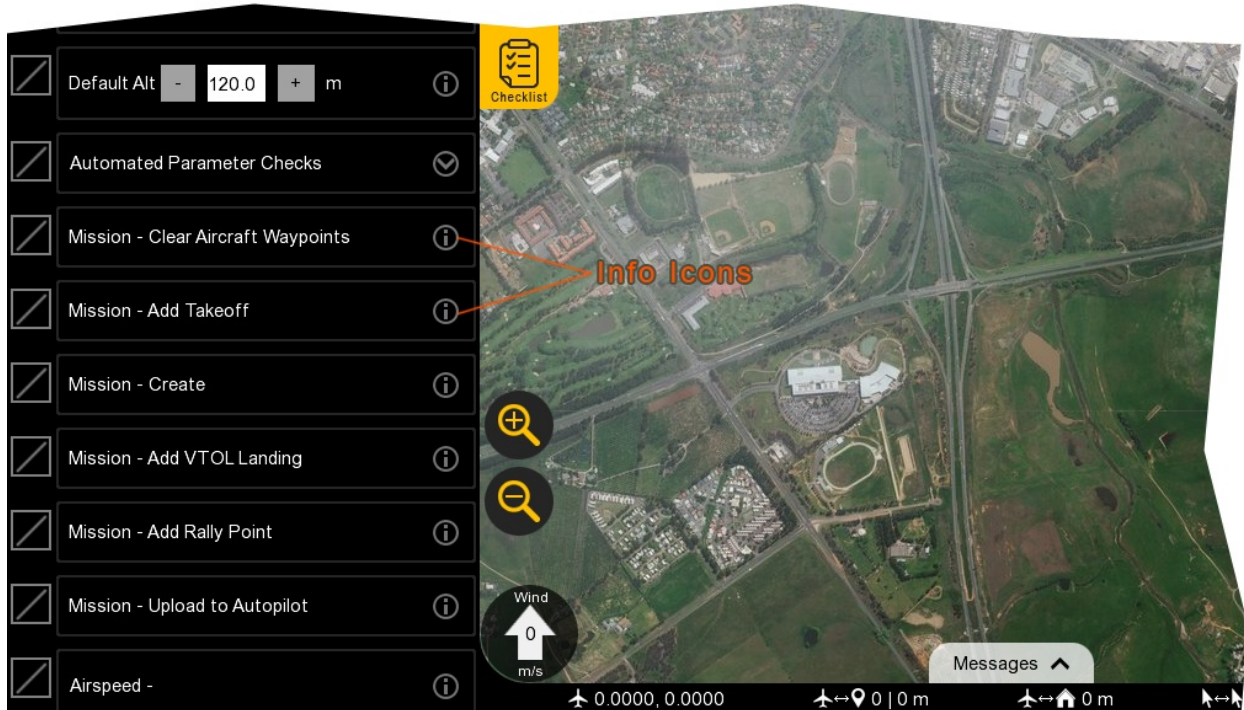 Default Alt - 120.0 + m
Checklist
Automated Parameter Checks
Mission - Clear Aircraft Waypoints
Info Icons
Mission - Add Takeoff
Mission - Create
Mission - Add VTOL Landing
Mission - Add Rally Point
Mission - Upload to Autopilot
Airspeed -
Wind
0
m/s
Messages
0.0000, 0.0000
0 | 0 m
0 m